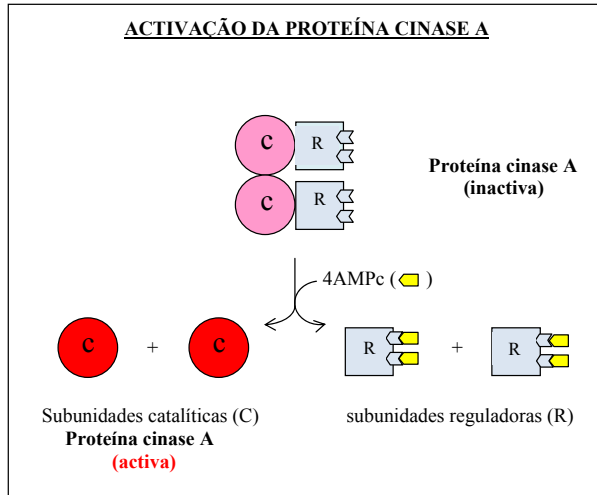 ACTIVAÇÃO DA PROTEÍNA CINASE A
C R
C R
Proteína cinase A
(inactiva)
4AMPc ( )
C + C
R + R
Subunidades catalíticas (C)
Proteína cinase A
(activa)
subunidades reguladoras (R)